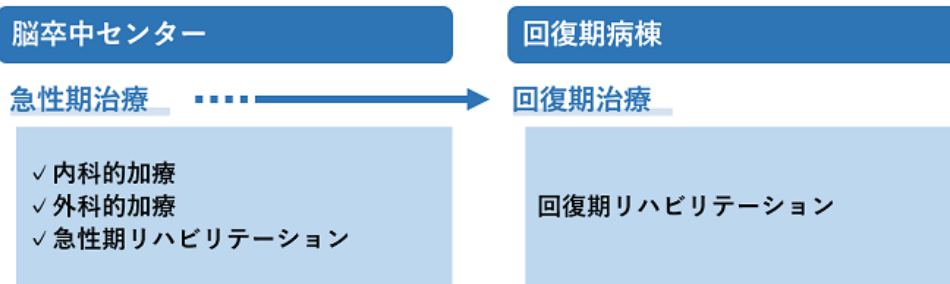 脳卒中センター
回復期病棟
急性期治療
回復期治療
✓内科的加療
✓外科的加療
✓急性期リハビリテーション
回復期リハビリテーション